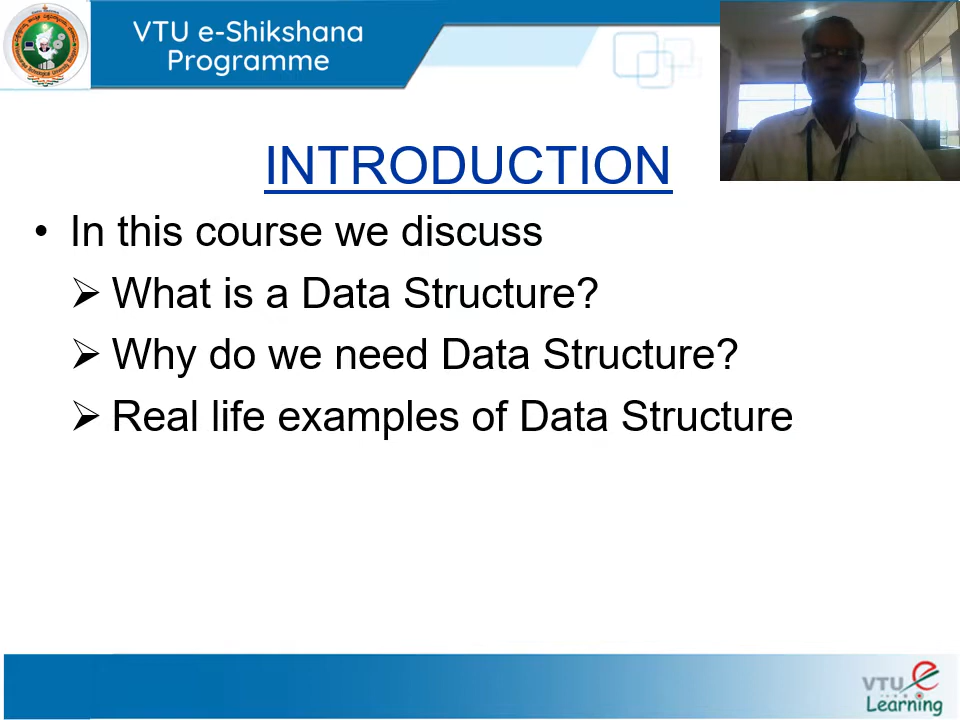 VTU e-Shikshana
Programme
INTRODUCTION
• In this course we discuss
➢ What is a Data Structure?
➢ Why do we need Data Structure?
➢ Real life examples of Data Structure
VTU e
Learning